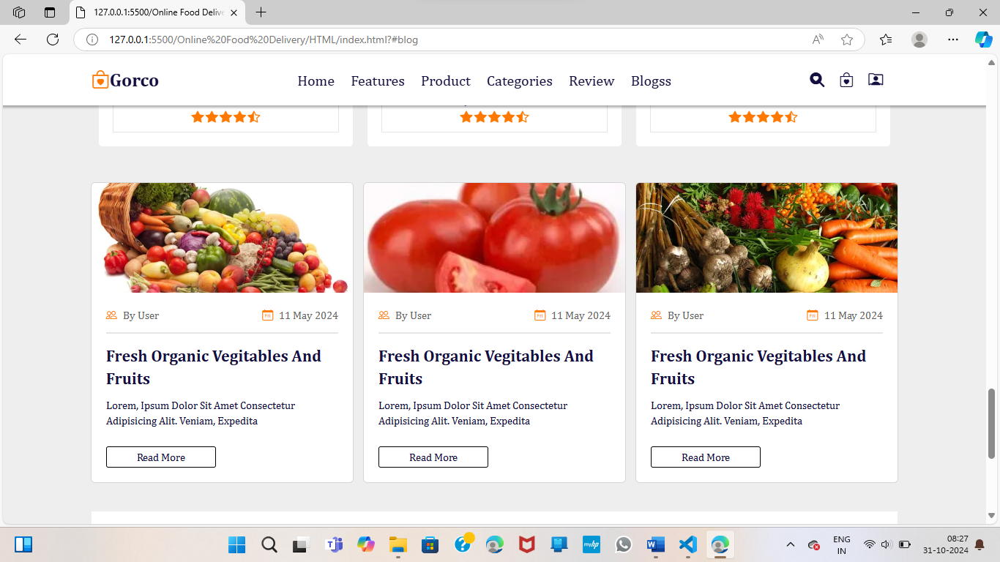 127.0.0.1:5500/Online Food Delive
127.0.0.1:5500/Online%20Food%20Delivery/HTML/index.html?#blog
Gorco
Home Features Product Categories Review Blogss
By User 11 May 2024
Fresh Organic Vegitables And
Fruits
Lorem, Ipsum Dolor Sit Amet Consectetur
Adipisicing Alit. Veniam, Expedita
Read More
By User 11 May 2024
Fresh Organic Vegitables And
Fruits
Lorem, Ipsum Dolor Sit Amet Consectetur
Adipisicing Alit. Veniam, Expedita
Read More
By User 11 May 2024
Fresh Organic Vegitables And
Fruits
Lorem, Ipsum Dolor Sit Amet Consectetur
Adipisicing Alit. Veniam, Expedita
Read More
ENG
IN
08:27
31-10-2024